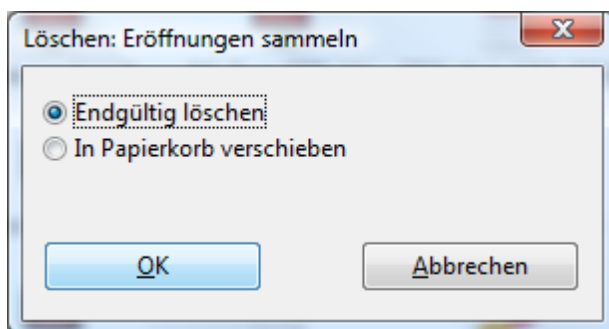 Löschen: Eröffnungen sammeln
Endgültig löschen
In Papierkorb verschieben
OK
Abbrechen